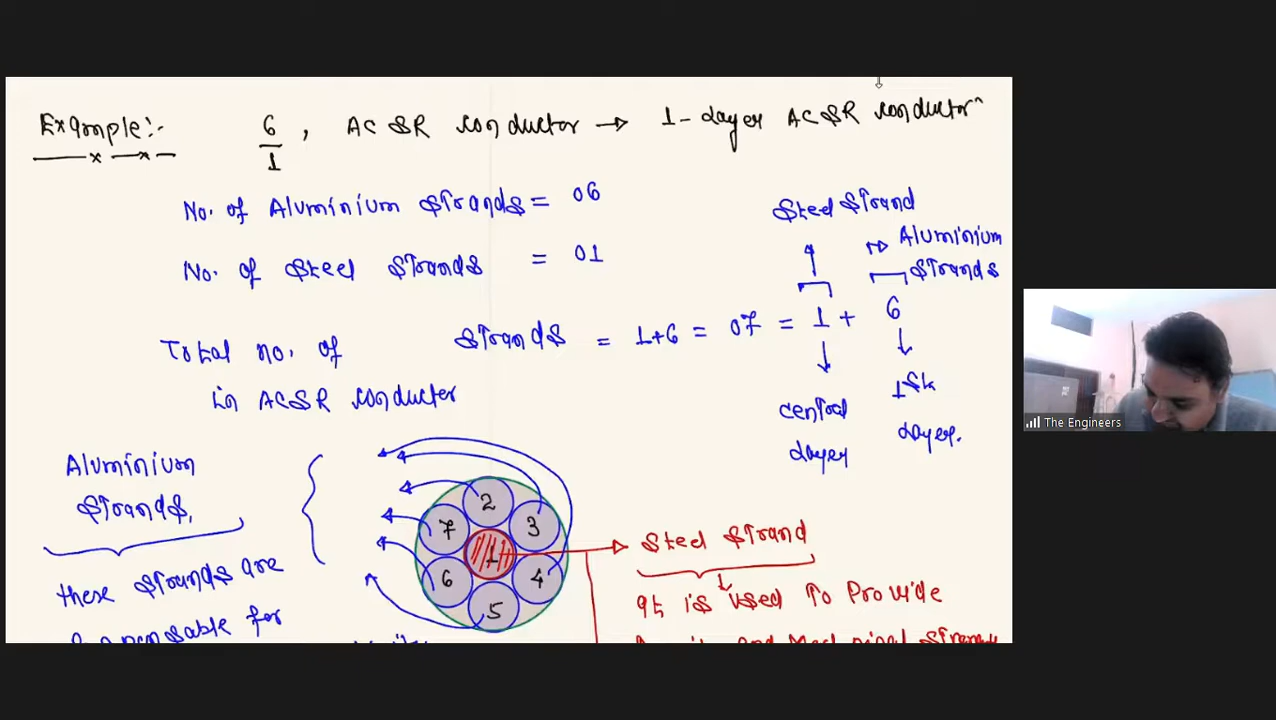 Example:-
6/1, ACSR conductor → 1-Layer ACSR conductor
No. of Aluminium Strands = 06
No. of Steel Strands = 01
Steel Strand
Aluminium
Strands
Total no. of Strands = 1+6 = 07 = 1 + 6
in ACSR conductor
central
Layer
1st
Layer.
Aluminium
Strands.
2
3
7
1
6
4
5
Steel Strand
these Strands are
It is used To Provide
for
and
The Engineers